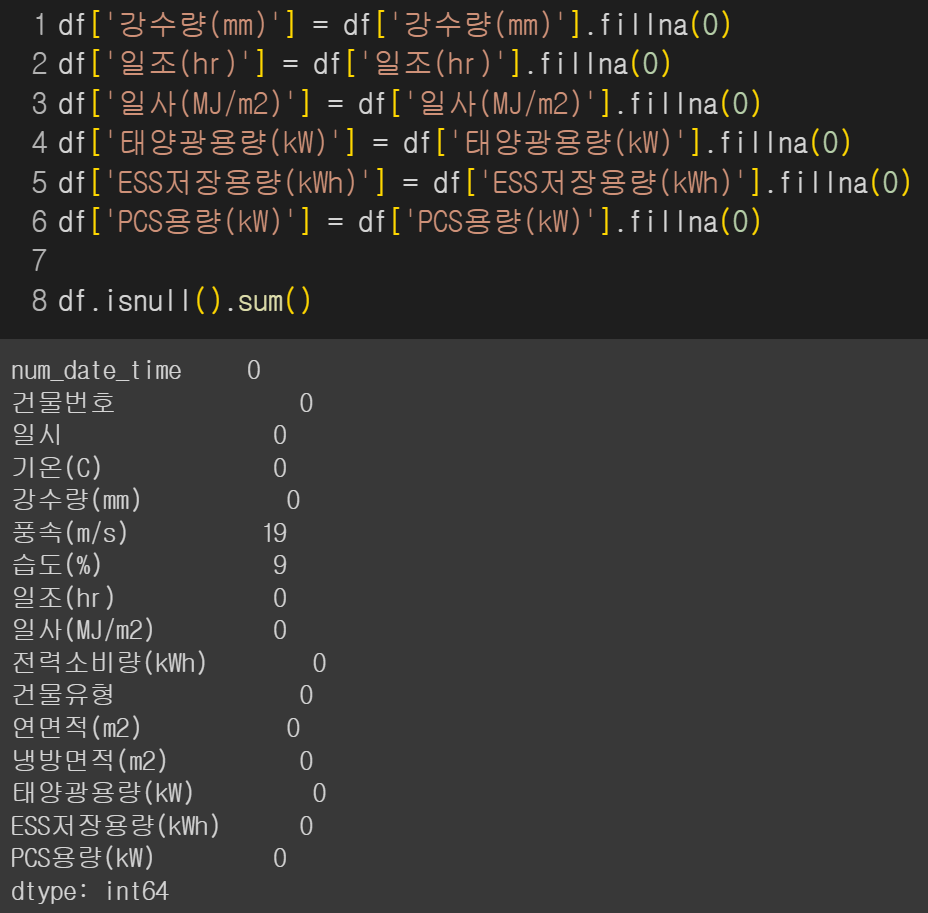 1 df['강수량(mm)'] = df['강수량(mm)'].fillna(0)
2 df['일조(hr)'] = df['일조(hr)'].fillna(0)
3 df['일사(MJ/m2)'] = df['일사(MJ/m2)'].fillna(0)
4 df['태양광용량(kW)'] = df['태양광용량(kW)'].fillna(0)
5 df['ESS저장용량(kWh)'] = df['ESS저장용량(kWh)'].fillna(0)
6 df['PCS용량(kW)'] = df['PCS용량(kW)'].fillna(0)
7
8 df.isnull().sum()
num_date_time 0
건물번호 0
일시 0
기온(C) 0
강수량(mm) 0
풍속(m/s) 19
습도(%) 9
일조(hr) 0
일사(MJ/m2) 0
전력소비량(kWh) 0
건물유형 0
연면적(m2) 0
냉방면적(m2) 0
태양광용량(kW) 0
ESS저장용량(kWh) 0
PCS용량(kW) 0
dtype: int64